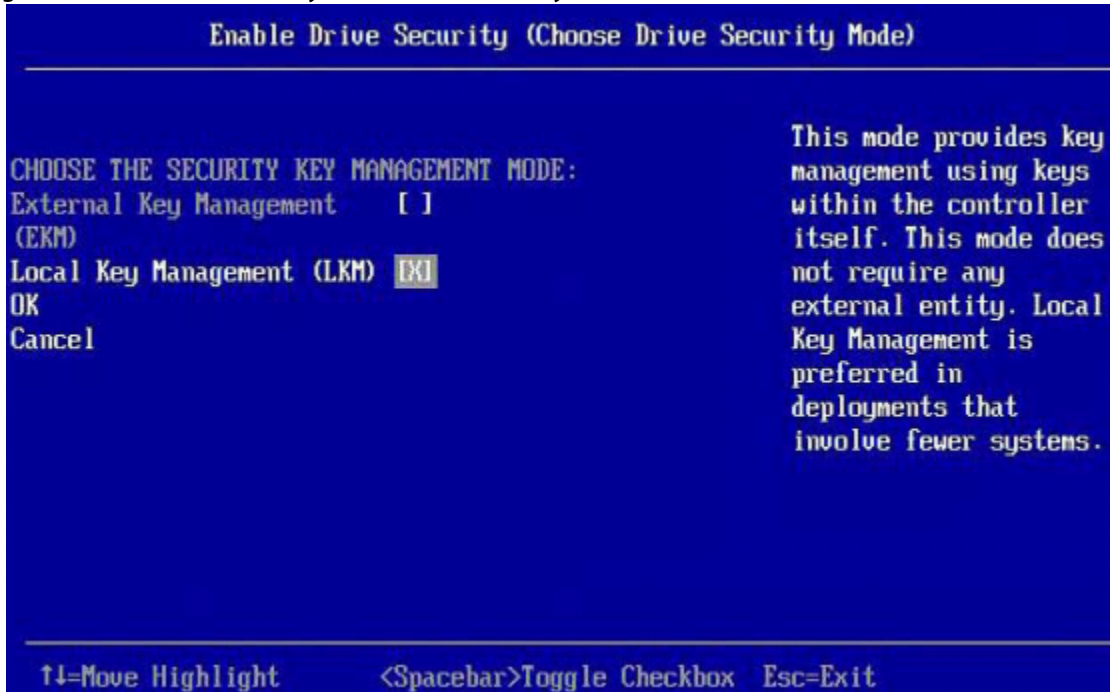 Enable Drive Security (Choose Drive Security Mode)
CHOOSE THE SECURITY KEY MANAGEMENT MODE:
External Key Management [ ]
(EKM)
Local Key Management (LKM) [X]
OK
Cancel
This mode provides key
management using keys
within the controller
itself. This mode does
not require any
external entity. Local
Key Management is
preferred in
deployments that
involve fewer systems.
↑↓=Move Highlight <Spacebar>Toggle Checkbox Esc=Exit